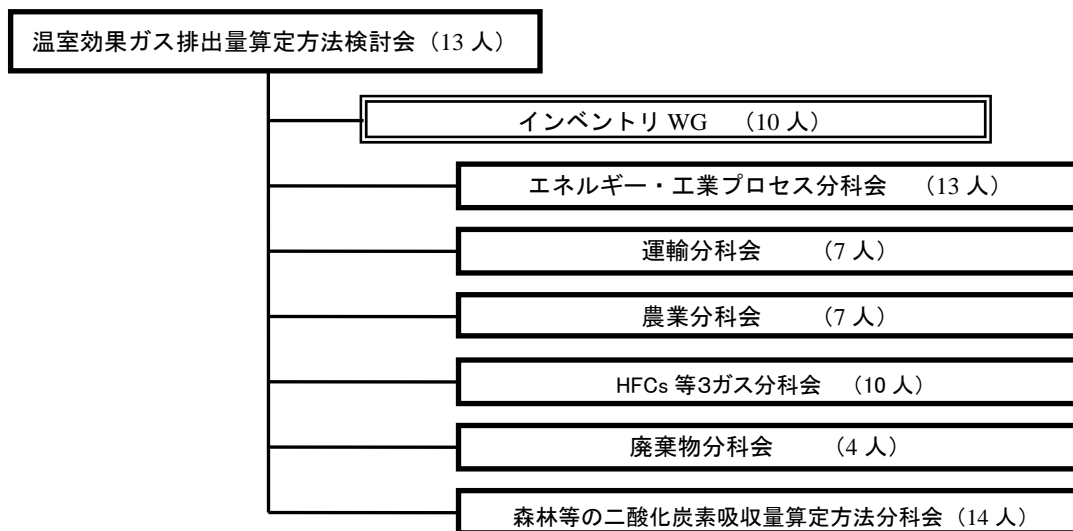 温室効果ガス排出量算定方法検討会（13 人）
インベントリ WG （10 人）
エネルギー・工業プロセス分科会 （13 人）
運輸分科会 （7 人）
農業分科会 （7 人）
HFCs 等3ガス分科会 （10 人）
廃棄物分科会 （4 人）
森林等の二酸化炭素吸収量算定方法分科会（14 人）